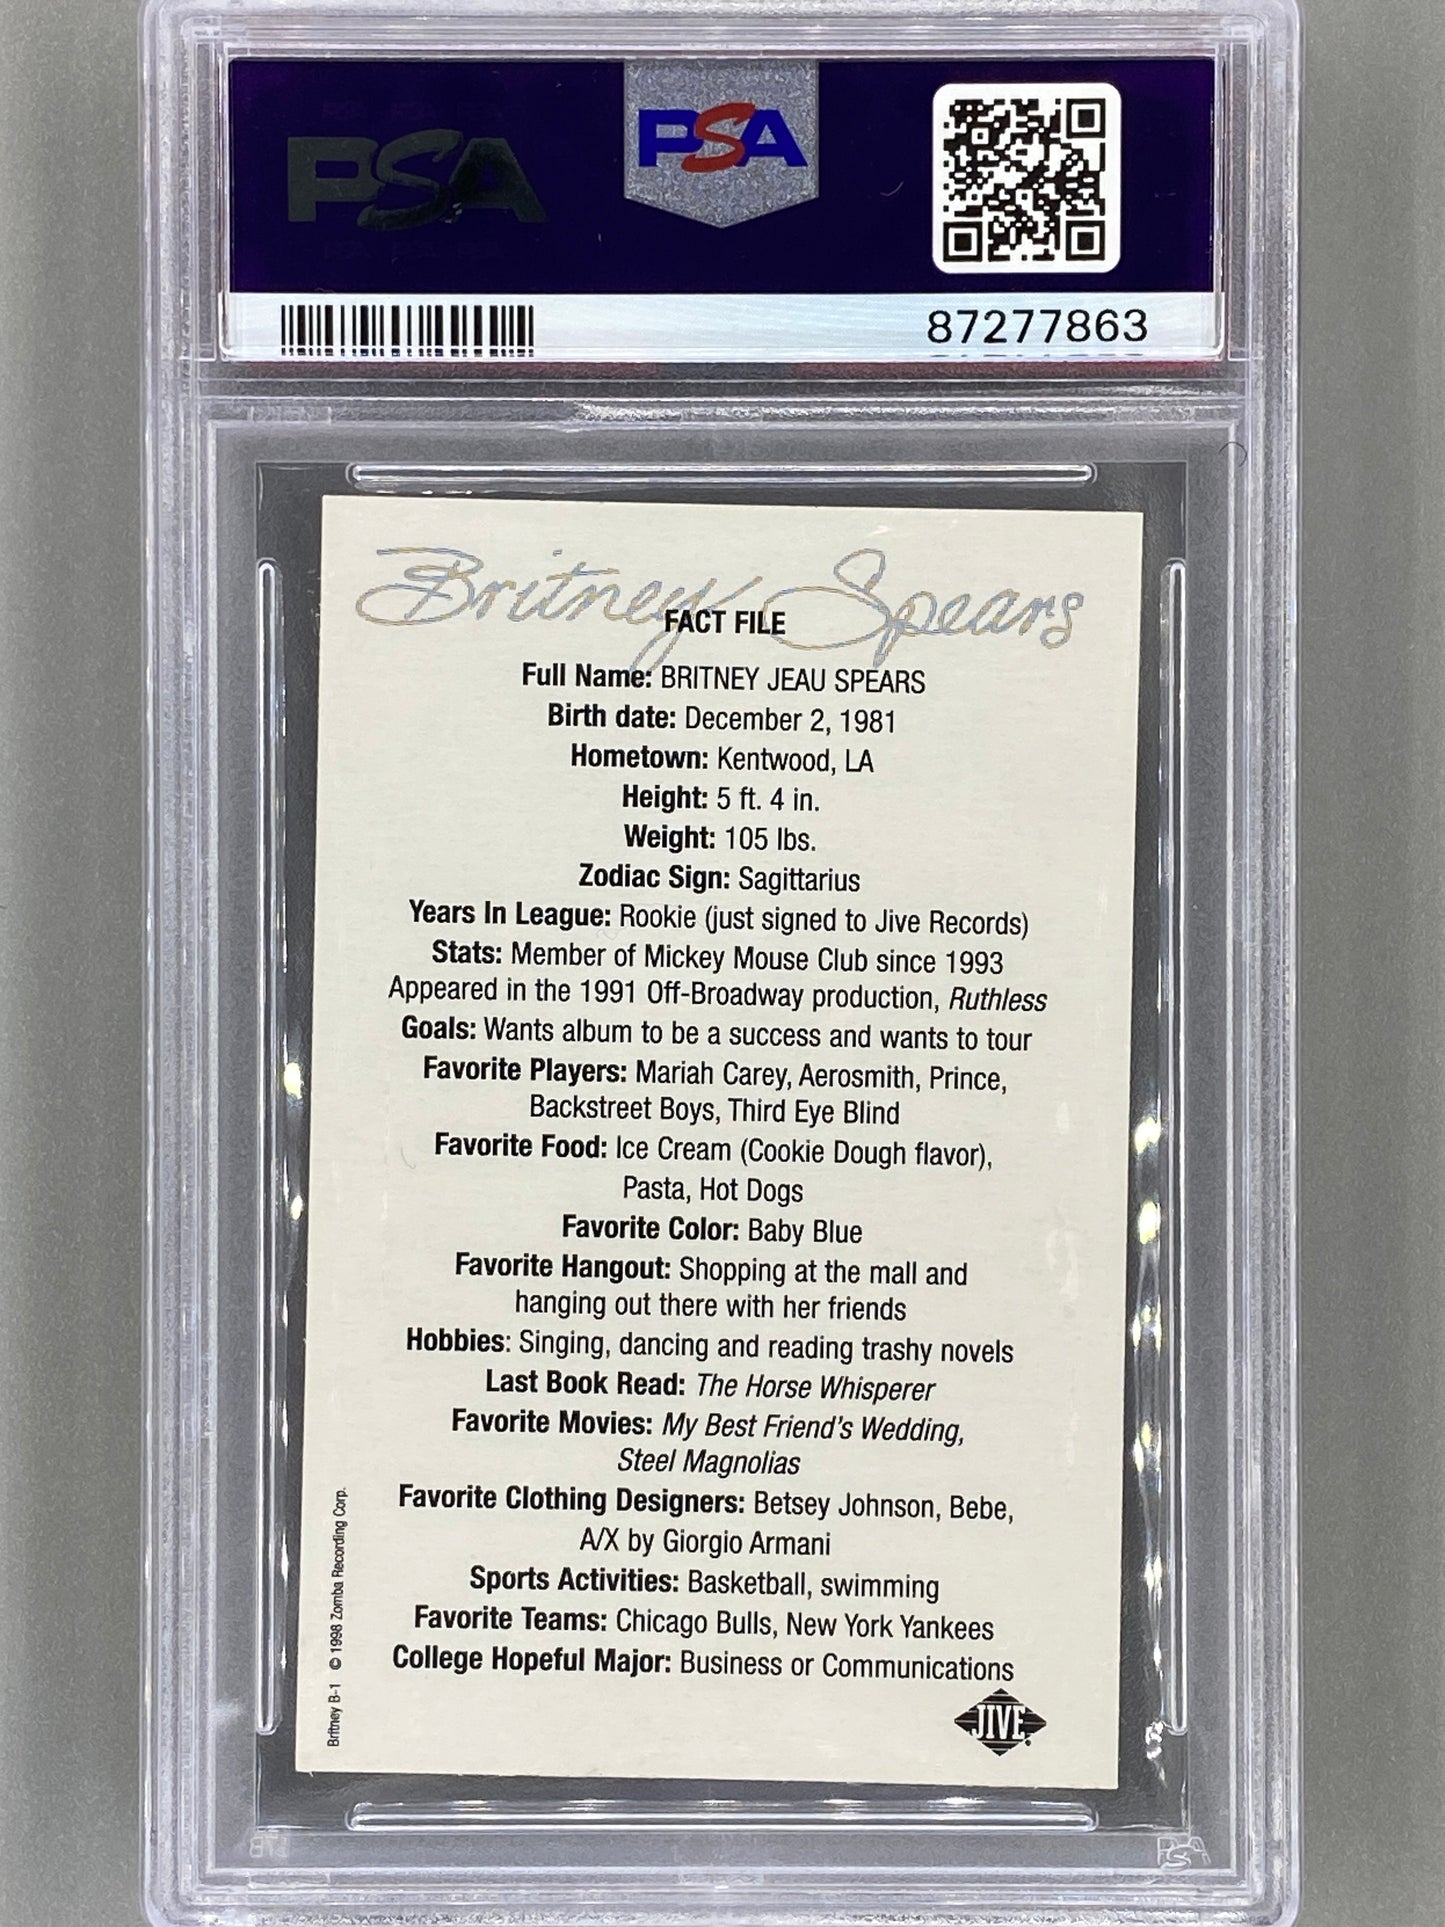 PSA
PSA
87277863
Britney Spears
FACT FILE
Full Name: BRITNEY JEAU SPEARS
Birth date: December 2, 1981
Hometown: Kentwood, LA
Height: 5 ft. 4 in.
Weight: 105 lbs.
Zodiac Sign: Sagittarius
Years In League: Rookie (just signed to Jive Records)
Stats: Member of Mickey Mouse Club since 1993
Appeared in the 1991 Off-Broadway production, Ruthless
Goals: Wants album to be a success and wants to tour
Favorite Players: Mariah Carey, Aerosmith, Prince,
Backstreet Boys, Third Eye Blind
Favorite Food: Ice Cream (Cookie Dough flavor),
Pasta, Hot Dogs
Favorite Color: Baby Blue
Favorite Hangout: Shopping at the mall and
hanging out there with her friends
Hobbies: Singing, dancing and reading trashy novels
Last Book Read: The Horse Whisperer
Favorite Movies: My Best Friend's Wedding,
Steel Magnolias
Favorite Clothing Designers: Betsey Johnson, Bebe,
A/X by Giorgio Armani
Sports Activities: Basketball, swimming
Favorite Teams: Chicago Bulls, New York Yankees
College Hopeful Major: Business or Communications
JIVE
Britney B-1 © 1998 Zomba Recording Corp.
PSA